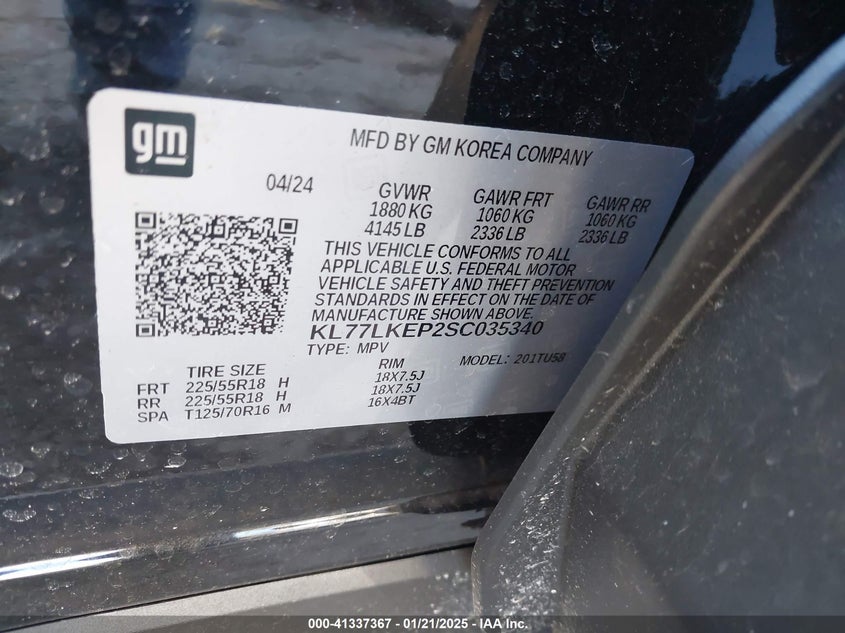 gm
MFD BY GM KOREA COMPANY
04/24
GVWR GAWR FRT GAWR RR
1880 KG 1060 KG 1060 KG
4145 LB 2336 LB 2336 LB
THIS VEHICLE CONFORMS TO ALL
APPLICABLE U.S. FEDERAL MOTOR
VEHICLE SAFETY AND THEFT PREVENTION
STANDARDS IN EFFECT ON THE DATE OF
MANUFACTURE SHOWN ABOVE.
KL77LKEP2SC035340
TYPE: MPV MODEL: 201TU58
TIRE SIZE RIM
FRT 225/55R18 H 18X7.5J
RR 225/55R18 H 18X7.5J
SPA T125/70R16 M 16X4BT
000-41337367 - 01/21/2025 - IAA Inc.